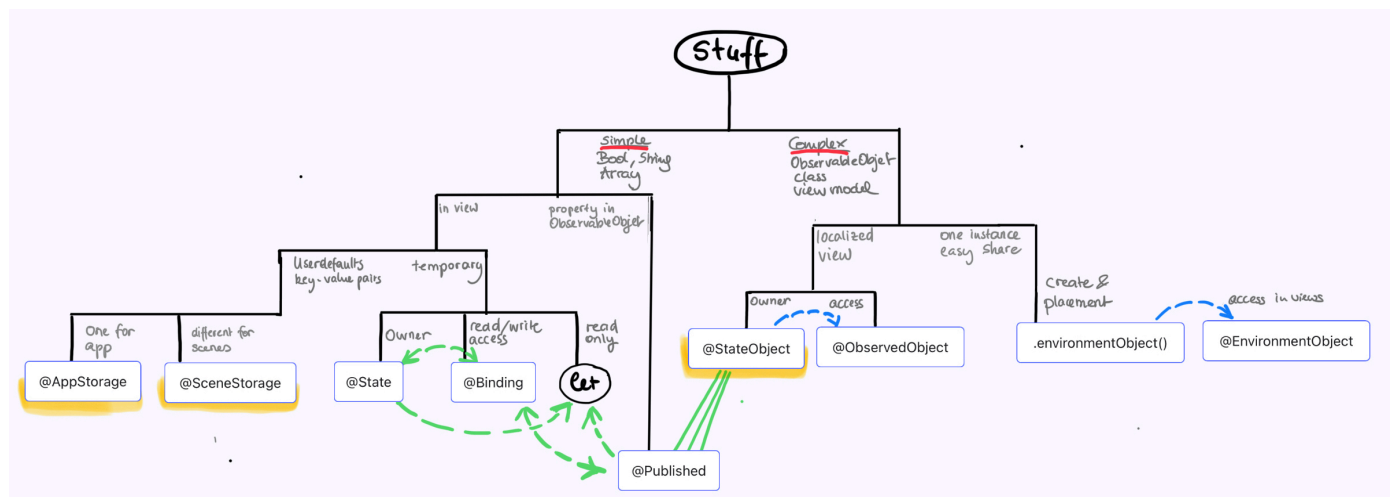 Stuff
simple
Bool, String
Array
Complex
ObservableObjet
class
view model
in view
property in
ObservableObjet
localized
view
one instance
easy share
Userdefaults
key-value pairs
temporary
create &
placement
access in views
Owner
access
One for
app
different for
scenes
Owner
read/write
access
read
only
@StateObject
@ObservedObject
.environmentObject()
@EnvironmentObject
@AppStorage
@SceneStorage
@State
@Binding
let
@Published